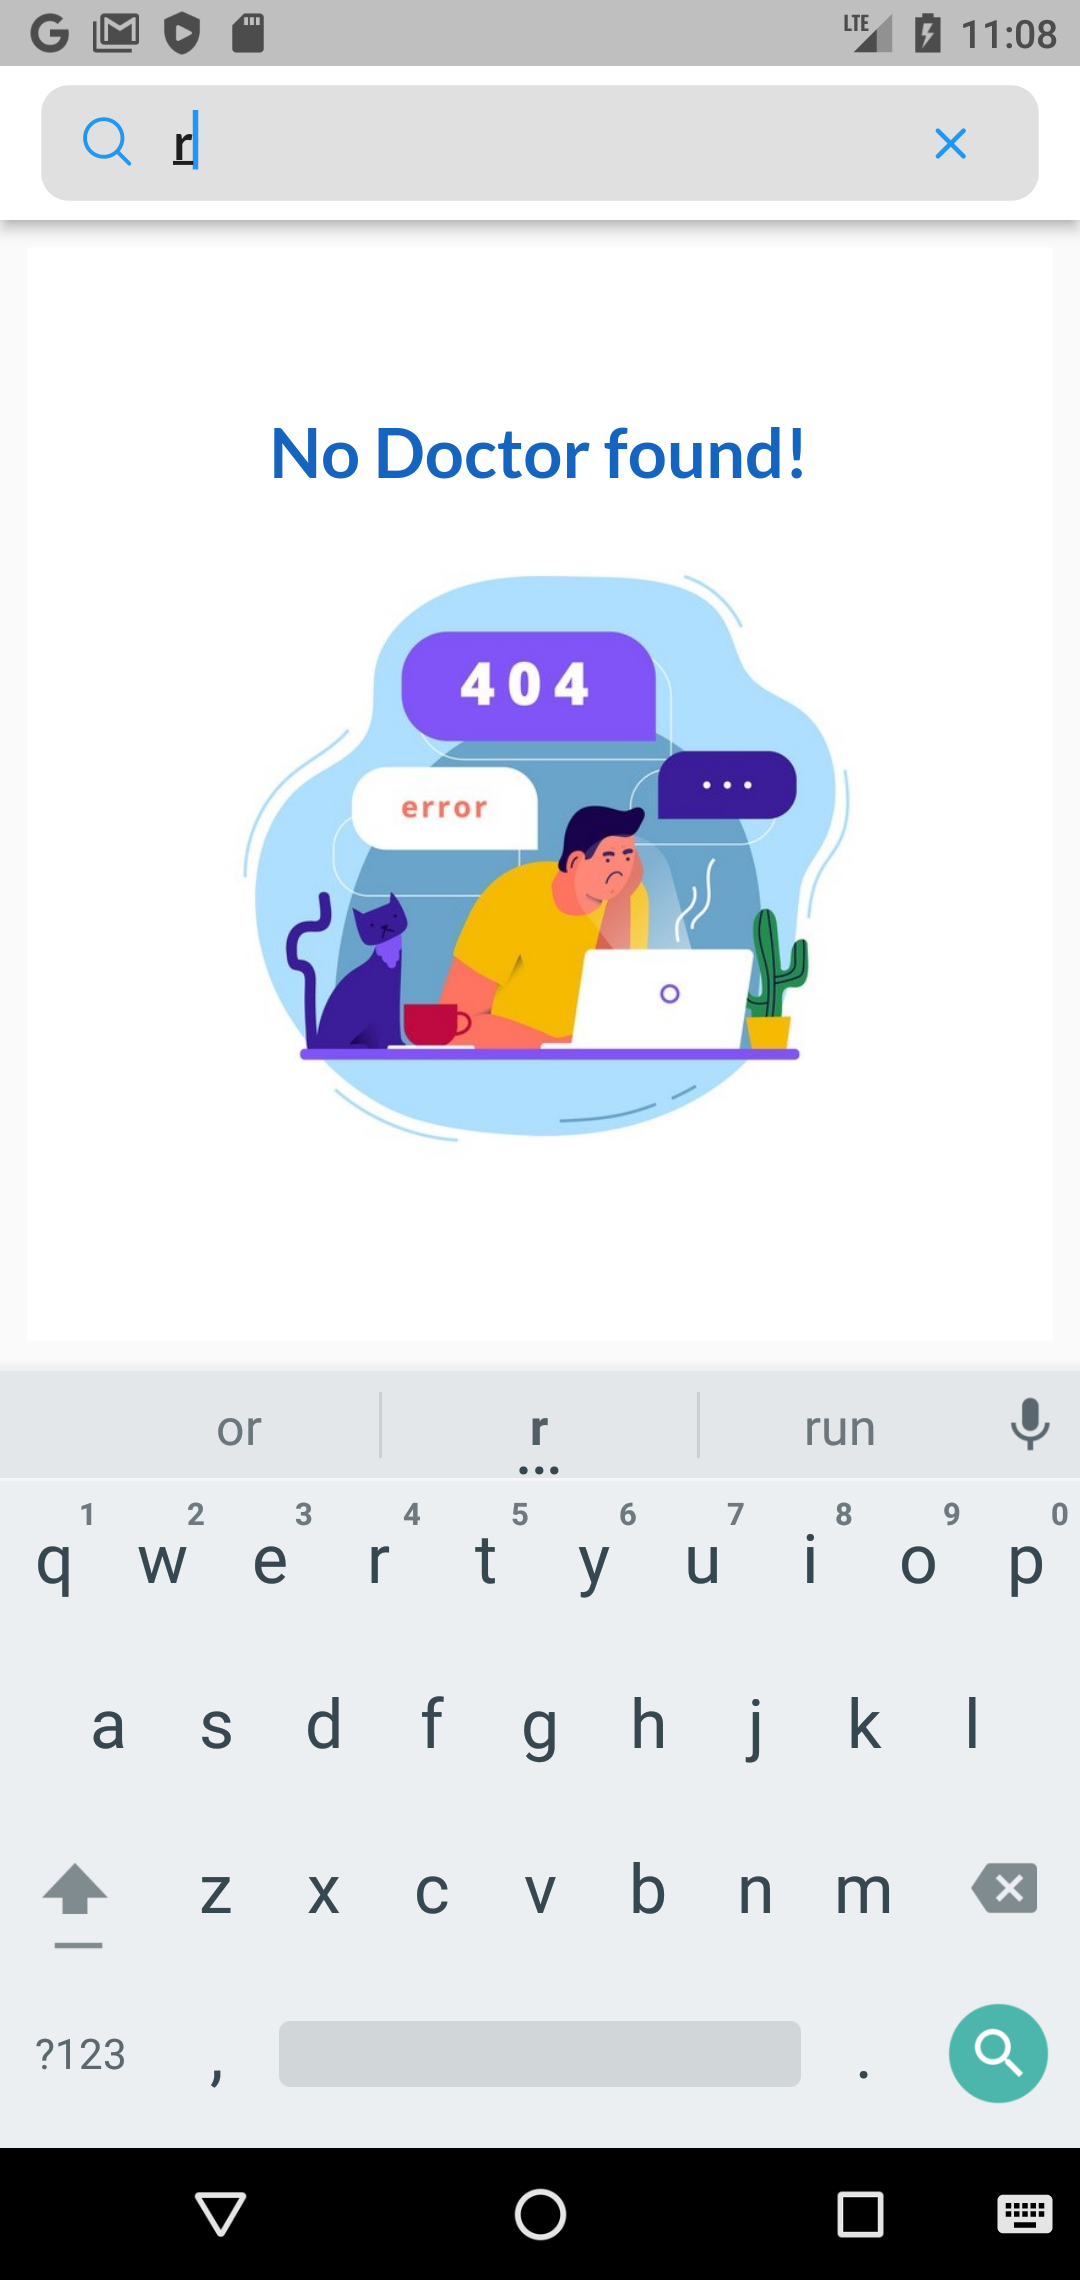 LTE 11:08
r
No Doctor found!
404
error
or r run
1 2 3 4 5 6 7 8 9 0
q w e r t y u i o p
a s d f g h j k l
z x c v b n m
?123 , .